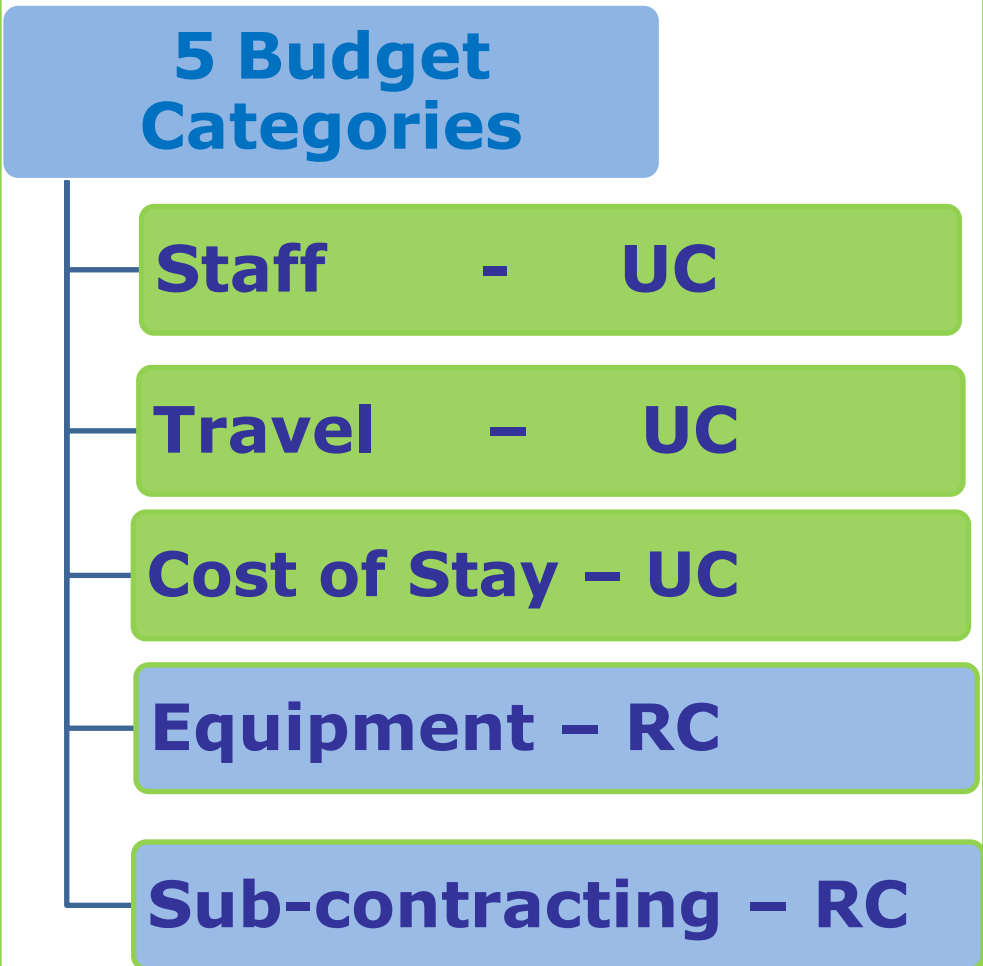 5 Budget
Categories
Staff - UC
Travel – UC
Cost of Stay – UC
Equipment – RC
Sub-contracting – RC